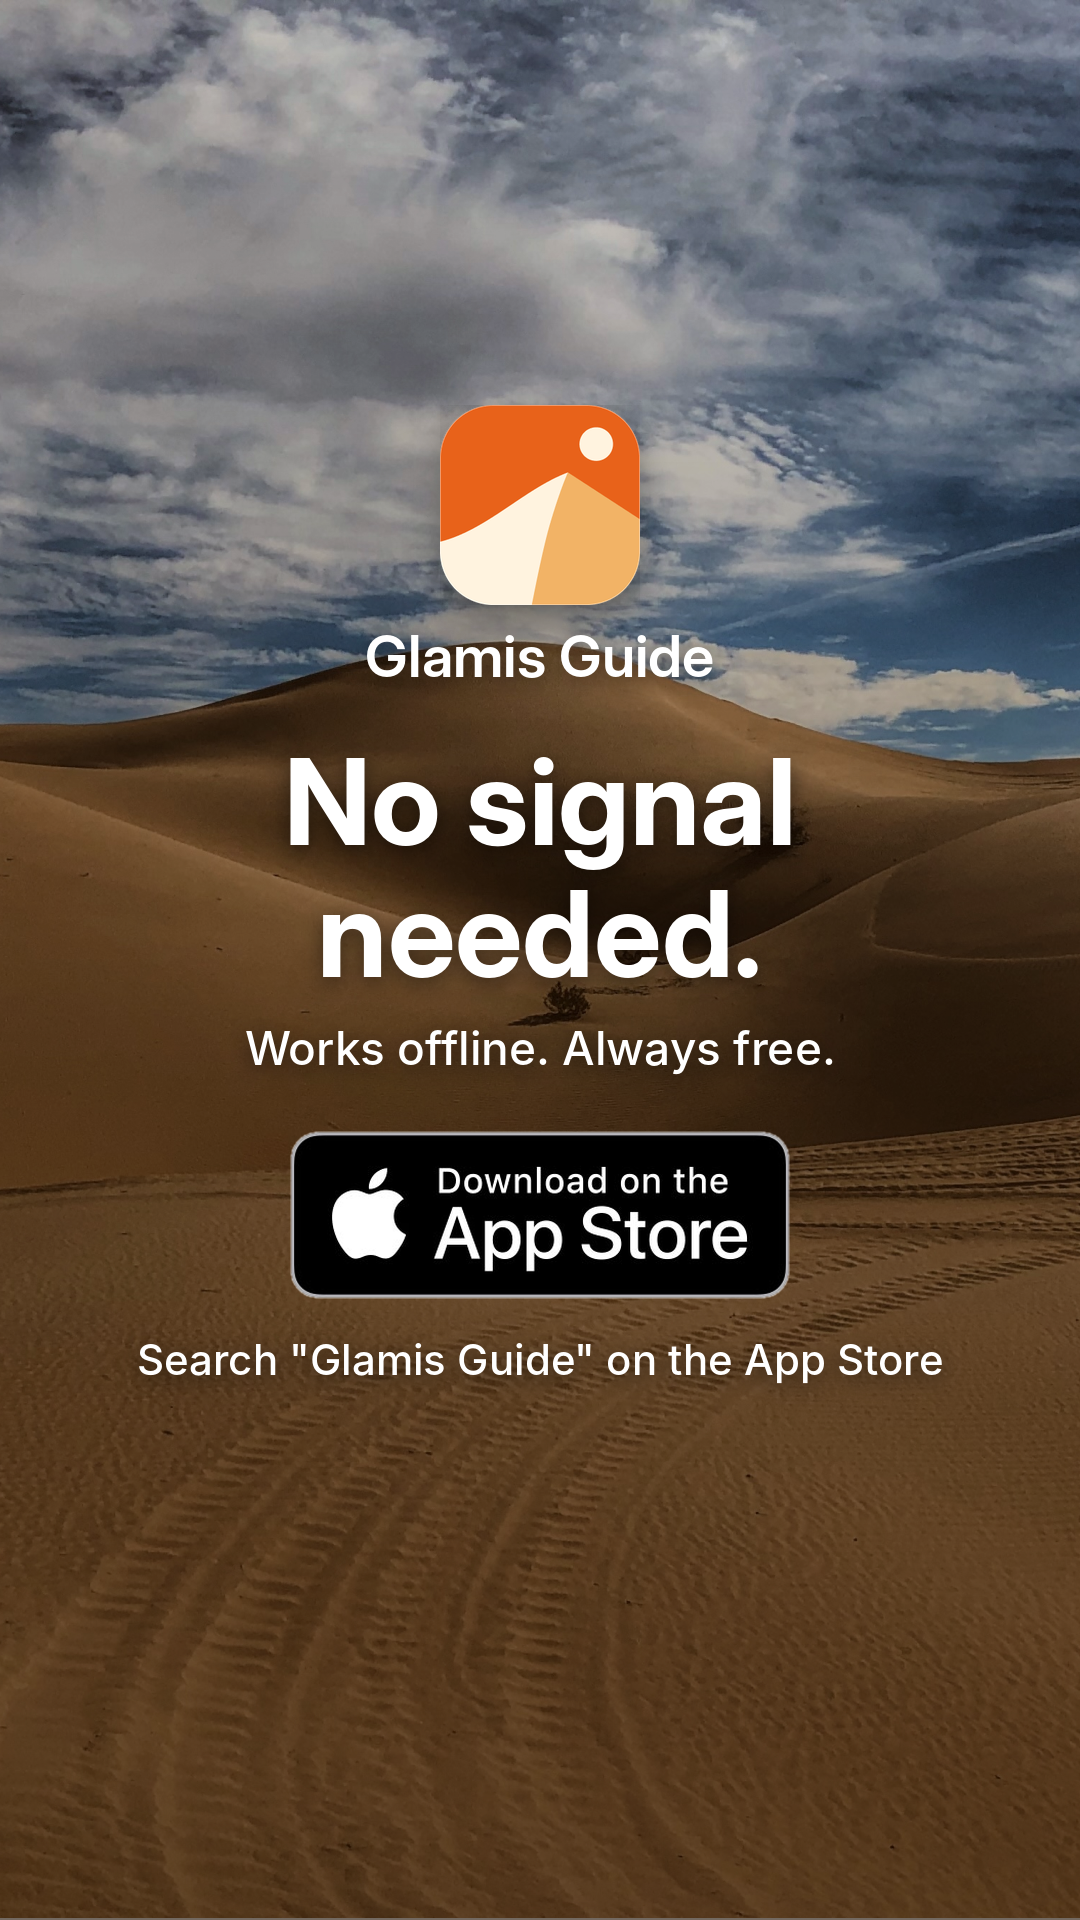 Glamis Guide
No signal
needed.
Works offline. Always free.
Download on the
App Store
Search "Glamis Guide" on the App Store